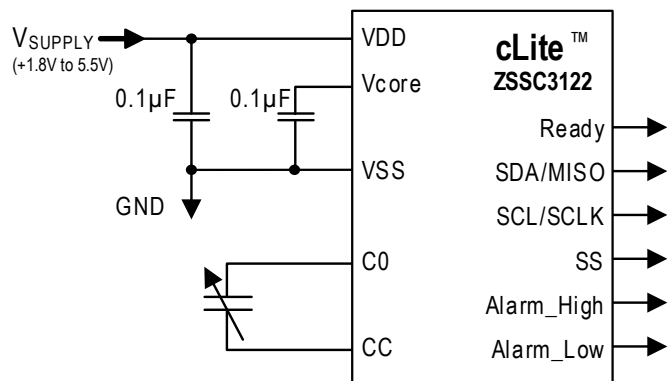 VSUPPLY
(+1.8V to 5.5V)
VDD
cLite™
ZSSC3122
Vcore
0.1µF
0.1µF
Ready
VSS
SDA/MISO
GND
SCL/SCLK
C0
SS
Alarm_High
CC
Alarm_Low